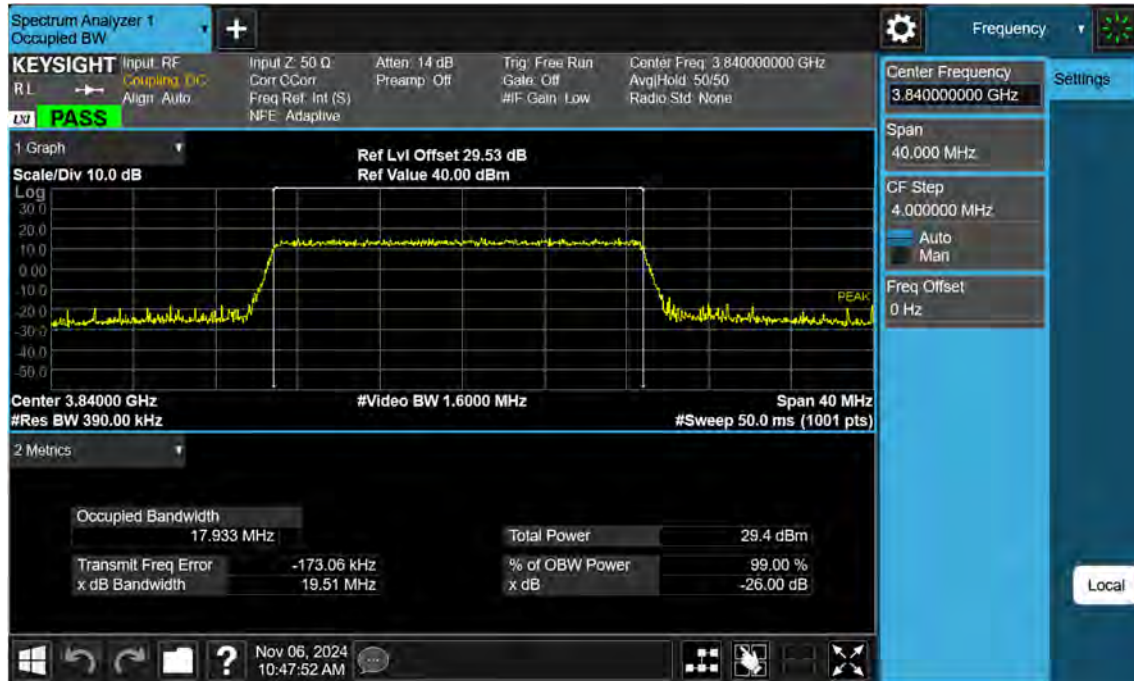 Spectrum Analyzer 1
Occupied BW
+
Frequency
KEYSIGHT
RL
LXI PASS
Input: RF
Coupling: DC
Align: Auto
Input Z: 50 Ω
Corr CCorr
Freq Ref: Int (S)
NFE: Adaptive
Atten: 14 dB
Preamp: Off
Trig: Free Run
Gate: Off
#IF Gain: Low
Center Freq: 3.840000000 GHz
Avg|Hold: 50/50
Radio Std: None
Center Frequency
3.840000000 GHz
Settings
Span
40.000 MHz
CF Step
4.000000 MHz
Auto
Man
Freq Offset
0 Hz
1 Graph
Scale/Div 10.0 dB
Ref Lvl Offset 29.53 dB
Ref Value 40.00 dBm
Log
30.0
20.0
10.0
0.00
-10.0
-20.0
-30.0
-40.0
-50.0
PEAK
Center 3.84000 GHz
#Res BW 390.00 kHz
#Video BW 1.6000 MHz
Span 40 MHz
#Sweep 50.0 ms (1001 pts)
2 Metrics
Occupied Bandwidth
17.933 MHz
Transmit Freq Error -173.06 kHz
x dB Bandwidth 19.51 MHz
Total Power 29.4 dBm
% of OBW Power 99.00 %
x dB -26.00 dB
Local
?
Nov 06, 2024
10:47:52 AM